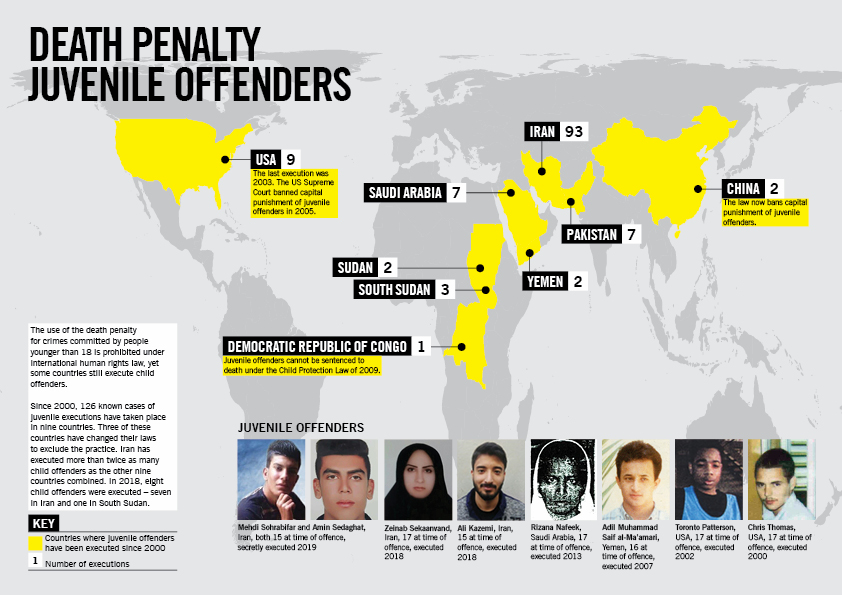 DEATH PENALTY
JUVENILE OFFENDERS
IRAN 93
USA 9
The last execution was
2003. The US Supreme
Court banned capital
punishment of juvenile
offenders in 2005.
SAUDI ARABIA 7
CHINA 2
The law now bans capital
punishment of juvenile
offenders.
PAKISTAN 7
SUDAN 2
YEMEN 2
SOUTH SUDAN 3
DEMOCRATIC REPUBLIC OF CONGO 1
Juvenile offenders cannot be sentenced to
death under the Child Protection Law of 2009.
The use of the death penalty
for crimes committed by people
younger than 18 is prohibited under
international human rights law, yet
some countries still execute child
offenders.
Since 2000, 126 known cases of
juvenile executions have taken place
in nine countries. Three of these
countries have changed their laws
to exclude the practice. Iran has
executed more than twice as many
child offenders as the other nine
countries combined. In 2018, eight
child offenders were executed – seven
in Iran and one in South Sudan.
KEY
Countries where juvenile offenders
have been executed since 2000
1 Number of executions
JUVENILE OFFENDERS
Mehdi Sohrabifar and Amin Sedaghat,
Iran, both 15 at time of offence,
secretly executed 2019
Zeinab Sekaanvand,
Iran, 17 at time of
offence, executed
2018
Ali Kazemi, Iran,
15 at time of
offence, executed
2018
Rizana Nafeek,
Saudi Arabia, 17
at time of offence,
executed 2013
Adil Muhammad
Saif al-Ma'amari,
Yemen, 16 at
time of offence,
executed 2007
Toronto Patterson,
USA, 17 at time of
offence, executed
2002
Chris Thomas,
USA, 17 at time of
offence, executed
2000